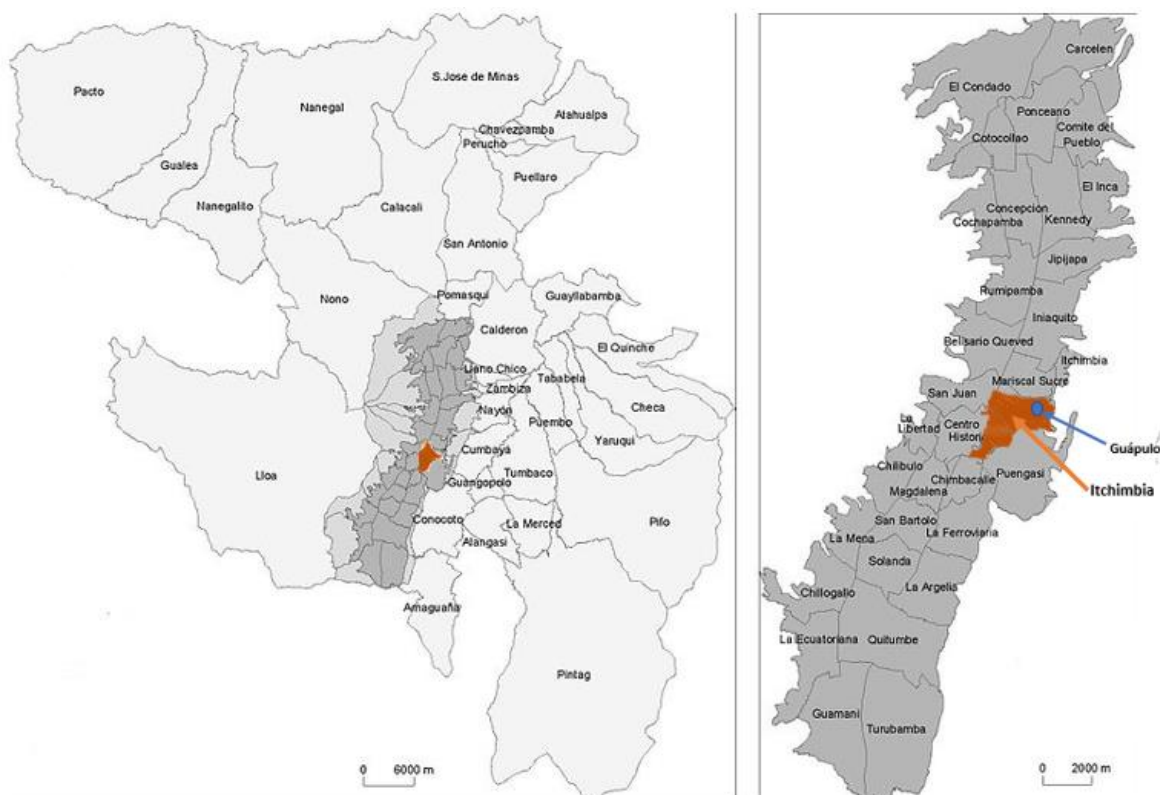 S.Jose de Minas
Pacto
Nanegal
Atahualpa
Chavezpamba
Perucho
Gualea
Puellaro
Nanegalito
Calacali
San Antonio
Nono
Pomasqui
Guayllabamba
Calderon
El Quinche
Llano Chico
Zambiza
Tababela
Checa
Nayón
Puembo
Yaruqui
Lloa
Cumbayá
Tumbaco
Guangopolo
Conocoto
La Merced
Pifo
Alangasi
Amaguaña
Pintag
0 6000 m
Carcelen
El Condado
Ponceano
Cotocollao
Comite del
Pueblo
El Inca
Concepción
Cochapamba
Kennedy
Jipijapa
Rumipamba
Iniaquito
Belisario Queved
Itchimbia
Mariscal Sucre
San Juan
La
Libertad
Centro
Histori
Guápulo
Chilibulo
Puengasi
Chimbacalle
Itchimbia
Magdalena
San Bartolo
La Mena
La Ferroviaria
Solanda
La Argelia
Chillogallo
La Ecuatoriana
Quitumbe
Guamani
Turubamba
0 2000 m